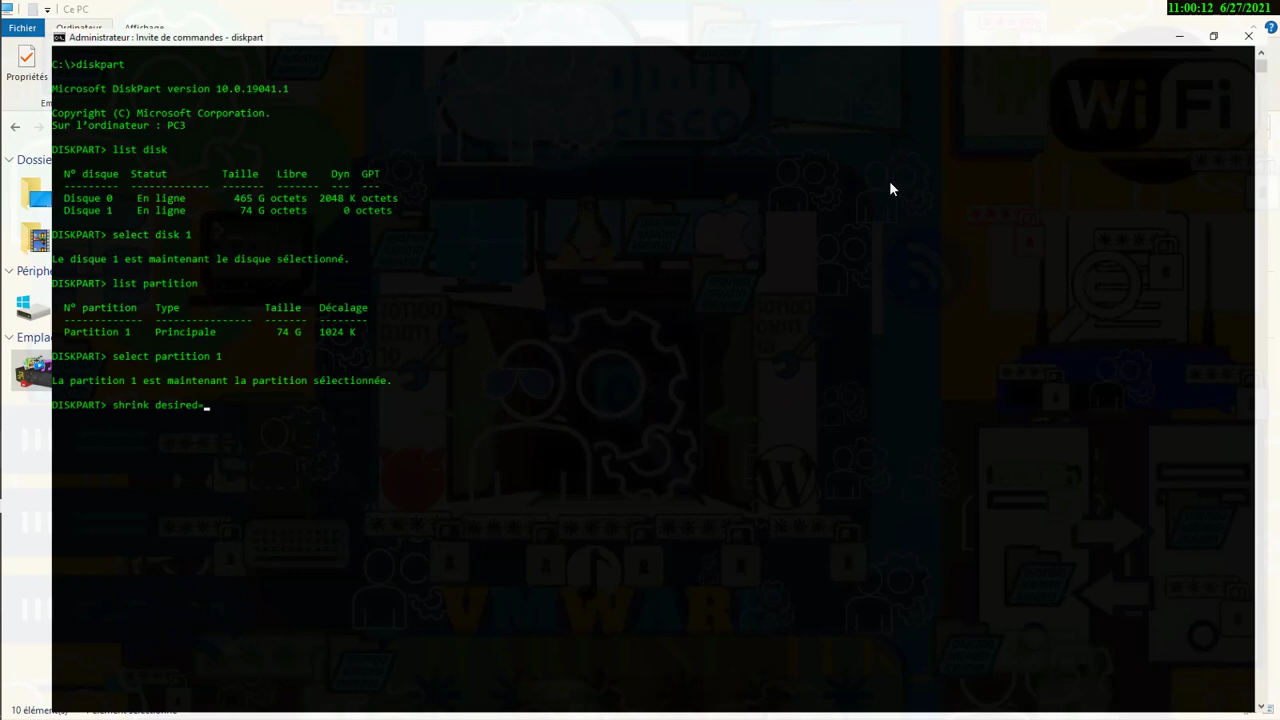 Ce PC
11:00:12 6/27/2021
Fichier
Ordinateur
Affichage
Administrateur : Invite de commandes - diskpart
Propriétés
C:\>diskpart
Microsoft DiskPart version 10.0.19041.1
Copyright (C) Microsoft Corporation.
Sur l’ordinateur : PC3
DISKPART> list disk
N° disque Statut Taille Libre Dyn GPT
--------- ------------- ------- ------- --- ---
Disque 0 En ligne 465 G octets 2048 K octets
Disque 1 En ligne 74 G octets 0 octets
DISKPART> select disk 1
Le disque 1 est maintenant le disque sélectionné.
DISKPART> list partition
N° partition Type Taille Décalage
------------- ---------------- ------- --------
Partition 1 Principale 74 G 1024 K
DISKPART> select partition 1
La partition 1 est maintenant la partition sélectionnée.
DISKPART> shrink desired=
Dossie
Périphe
Emplac
WiFi
VMWARE
10 élément(s)